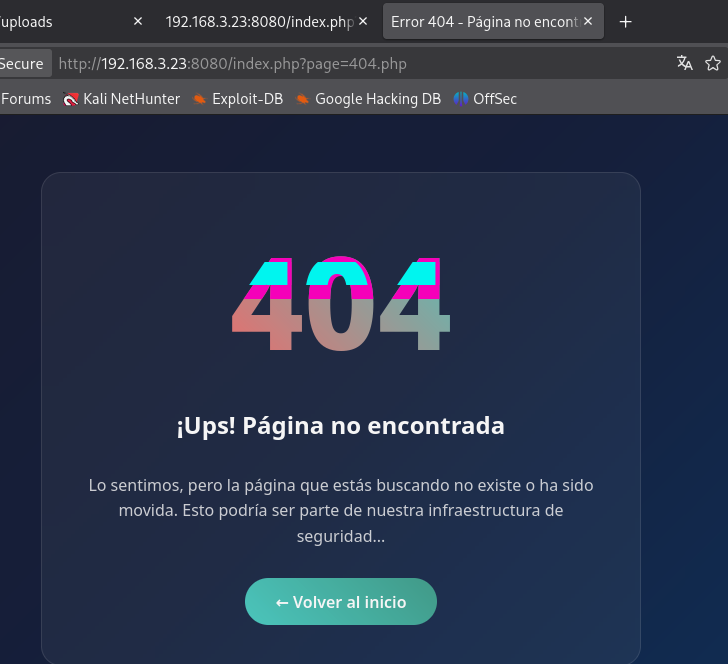 /uploads
192.168.3.23:8080/index.php
Error 404 - Página no encont
Secure
http://192.168.3.23:8080/index.php?page=404.php
Forums
Kali NetHunter
Exploit-DB
Google Hacking DB
OffSec
404
¡Ups! Página no encontrada
Lo sentimos, pero la página que estás buscando no existe o ha sido
movida. Esto podría ser parte de nuestra infraestructura de
seguridad...
← Volver al inicio